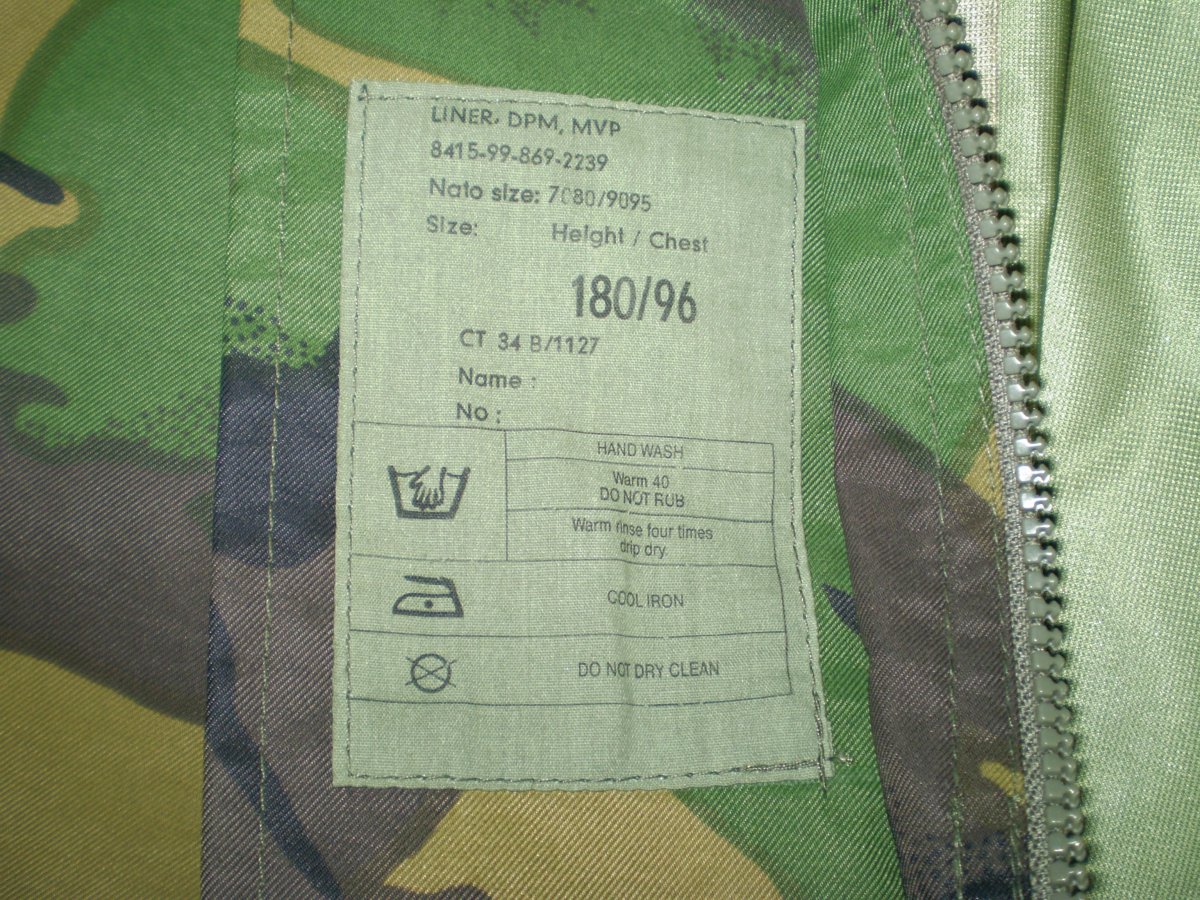 LINER, DPM, MVP
8415-99-869-2239
Nato size: 7080/9095
Size: Height / Chest
180/96
CT 34 B/1127
Name :
No :
HAND WASH
Warm 40
DO NOT RUB
Warm rinse four times
drip dry
COOL IRON
DO NOT DRY CLEAN